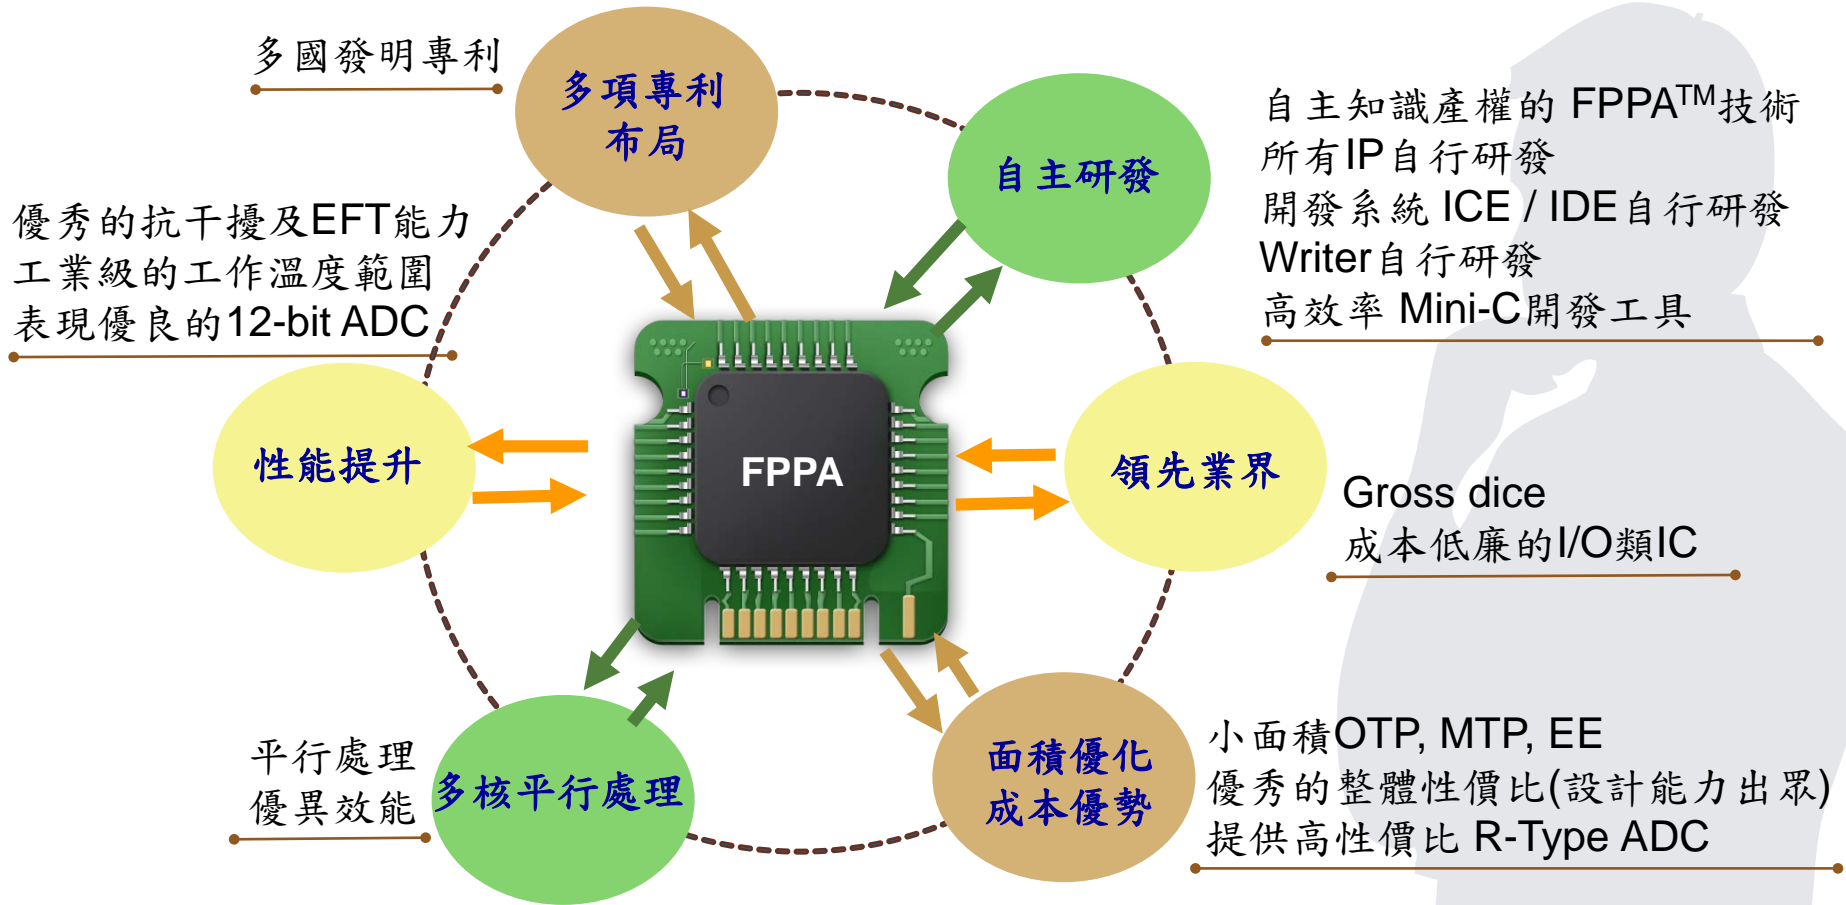 多國發明專利
多項專利
布局
自主研發
自主知識產權的 FPPA™技術
所有IP自行研發
開發系統 ICE / IDE自行研發
Writer自行研發
高效率 Mini-C開發工具
優秀的抗干擾及EFT能力
工業級的工作溫度範圍
表現優良的12-bit ADC
性能提升
FPPA
領先業界
Gross dice
成本低廉的I/O類IC
平行處理
優異效能
多核平行處理
面積優化
成本優勢
小面積OTP, MTP, EE
優秀的整體性價比(設計能力出眾)
提供高性價比 R-Type ADC